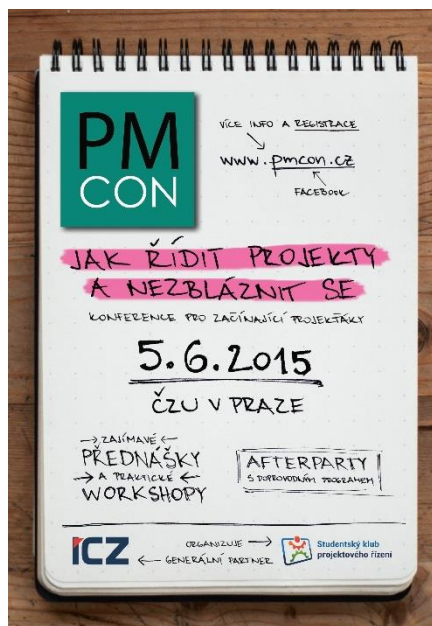 PM
CON
VÍCE INFO A REGISTRACE
www.pmcon.cz
FACEBOOK
JAK ŘÍDIT PROJEKTY
A NEZBLÁZNIT SE
KONFERENCE PRO ZAČÍNAJÍCÍ PROJEKŤÁKY
5.6.2015
ČZU V PRAZE
→ ZAJÍMAVÉ ←
PŘEDNÁŠKY
→ A PRAKTICKÉ ←
WORKSHOPY
AFTERPARTY
S DOPROVODNÝM PROGRAMEM
ICZ
ORGANIZUJE →
← GENERÁLNÍ PARTNER
Studentský klub
projektového řízení